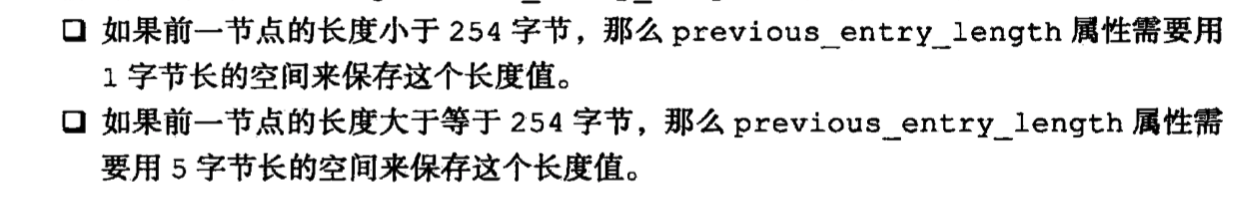 ❏ 如果前一节点的长度小于 254 字节，那么 previous_entry_length 属性需要用
1 字节长的空间来保存这个长度值。
❏ 如果前一节点的长度大于等于 254 字节，那么 previous_entry_length 属性需
要用 5 字节长的空间来保存这个长度值。